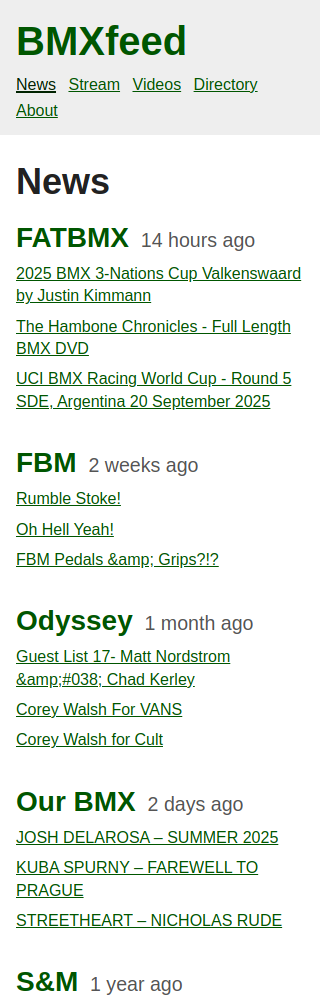 BMXfeed
News Stream Videos Directory
About
News
FATBMX 14 hours ago
2025 BMX 3-Nations Cup Valkenswaard
by Justin Kimmann
The Hambone Chronicles - Full Length
BMX DVD
UCI BMX Racing World Cup - Round 5
SDE, Argentina 20 September 2025
FBM 2 weeks ago
Rumble Stoke!
Oh Hell Yeah!
FBM Pedals &amp; Grips?!?
Odyssey 1 month ago
Guest List 17- Matt Nordstrom
&amp;#038; Chad Kerley
Corey Walsh For VANS
Corey Walsh for Cult
Our BMX 2 days ago
JOSH DELAROSA – SUMMER 2025
KUBA SPURNY – FAREWELL TO
PRAGUE
STREETHEART – NICHOLAS RUDE
S&M 1 year ago